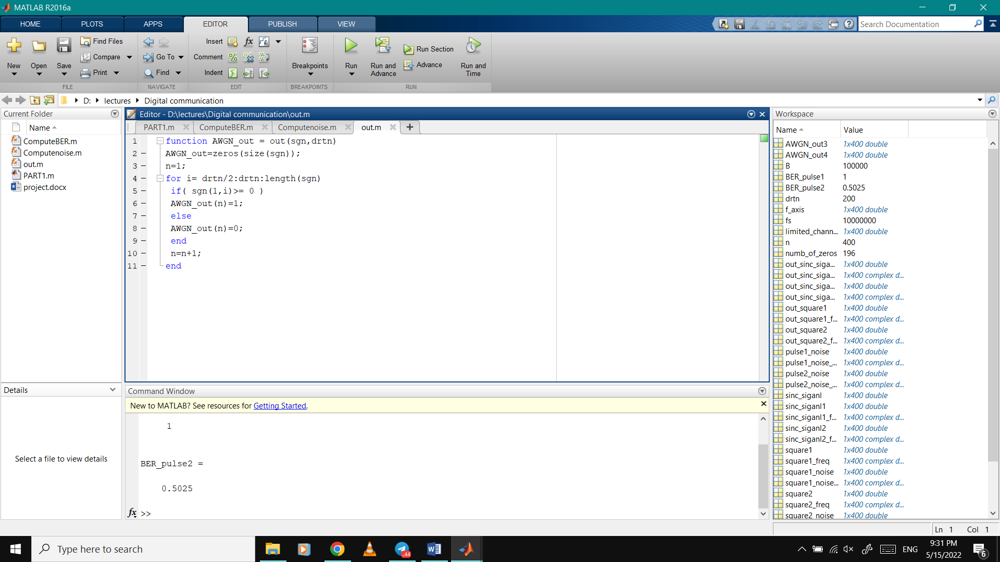 MATLAB R2016a
HOME PLOTS APPS EDITOR PUBLISH VIEW
Search Documentation
New Open Save
Find Files
Compare
Print
Go To
Find
Insert
Comment
Indent
Breakpoints
Run
Run and Advance
Run Section
Advance
Run and Time
FILE NAVIGATE EDIT BREAKPOINTS RUN
D: lectures Digital communication
Current Folder
Name
ComputeBER.m
Computenoise.m
out.m
PART1.m
project.docx
Details
Select a file to view details
Editor - D:\lectures\Digital communication\out.m
PART1.m ComputeBER.m Computenoise.m out.m
1 function AWGN_out = out(sgn,drtn)
2 AWGN_out=zeros(size(sgn));
3 n=1;
4 for i= drtn/2:drtn:length(sgn)
5 if( sgn(1,i)>= 0 )
6 AWGN_out(n)=1;
7 else
8 AWGN_out(n)=0;
9 end
10 n=n+1;
11 end
Command Window
New to MATLAB? See resources for Getting Started.
1
BER_pulse2 =
0.5025
fx >>
Workspace
Name Value
AWGN_out3 1x400 double
AWGN_out4 1x400 double
B 100000
BER_pulse1 1
BER_pulse2 0.5025
drtn 200
f_axis 1x400 double
fs 10000000
limited_chann... 1x400 double
n 400
numb_of_zeros 196
out_sinc_siga... 1x400 double
out_sinc_siga... 1x400 complex d...
out_sinc_siga... 1x400 double
out_sinc_siga... 1x400 complex d...
out_square1 1x400 double
out_square1_f... 1x400 complex d...
out_square2 1x400 double
out_square2_f... 1x400 complex d...
pulse1_noise 1x400 double
pulse1_noise_... 1x400 complex d...
pulse2_noise 1x400 double
pulse2_noise_... 1x400 complex d...
sinc_siganl 1x400 double
sinc_siganl1 1x400 double
sinc_siganl1_f... 1x400 complex d...
sinc_siganl2 1x400 double
sinc_siganl2_f... 1x400 complex d...
square1 1x400 double
square1_freq 1x400 complex d...
square1_noise 1x400 double
square1_noise... 1x400 complex d...
square2 1x400 double
square2_freq 1x400 complex d...
square2_noise 1x400 double
Ln 1 Col 1
Type here to search
44
ENG
9:31 PM
5/15/2022
6